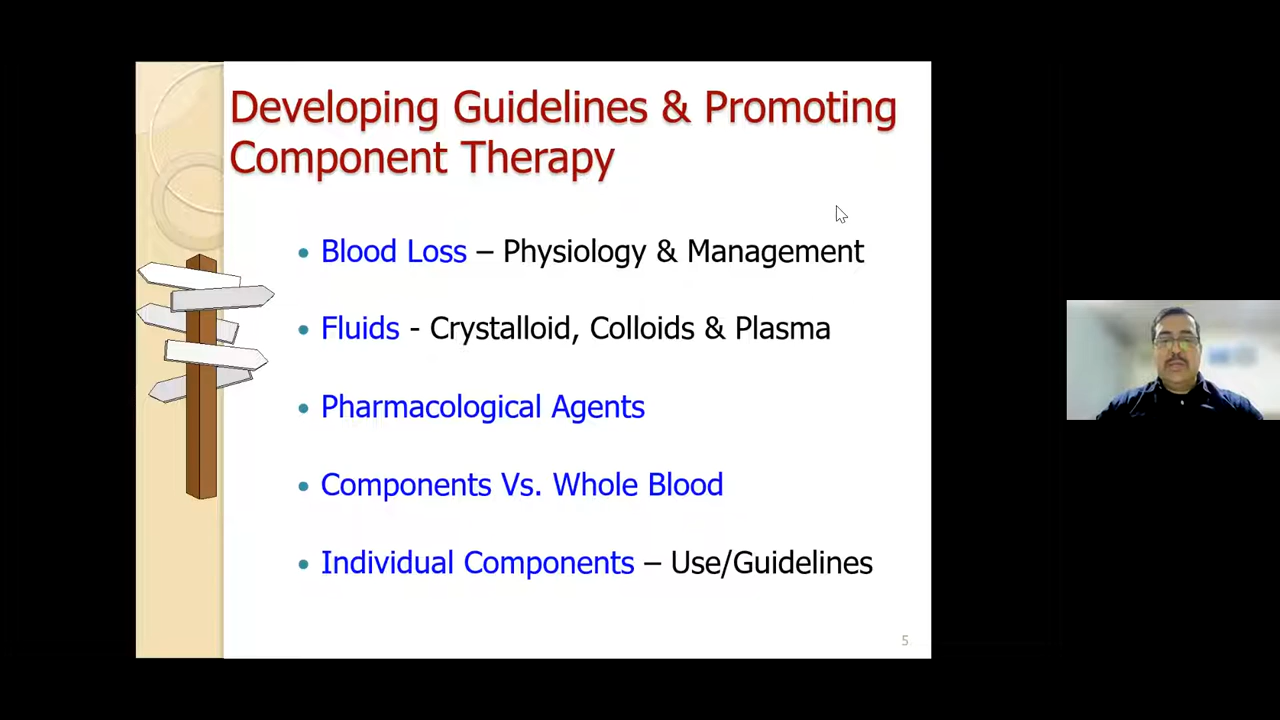 Developing Guidelines & Promoting
Component Therapy
• Blood Loss – Physiology & Management
• Fluids - Crystalloid, Colloids & Plasma
• Pharmacological Agents
• Components Vs. Whole Blood
• Individual Components – Use/Guidelines
5